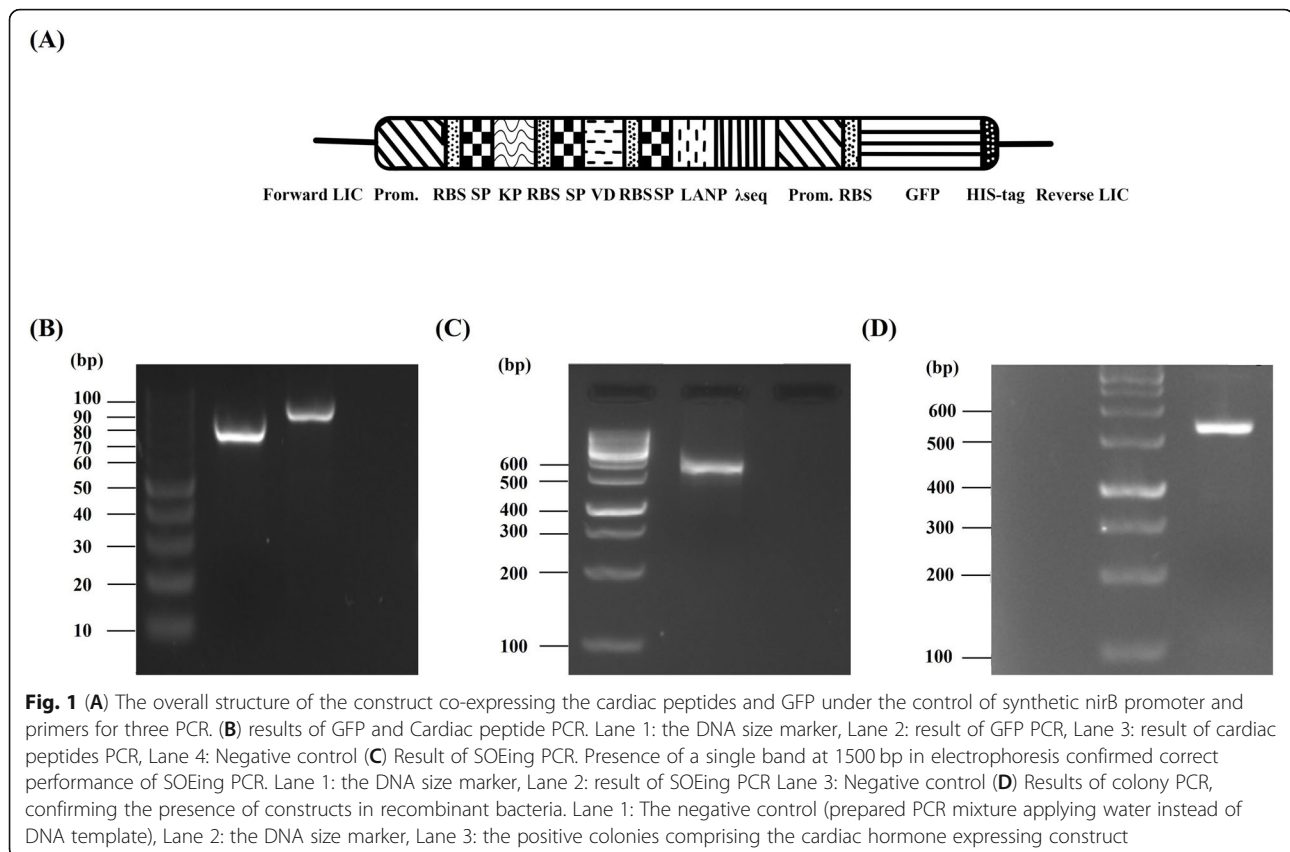 (A)
Forward LIC Prom. RBS SP KP RBS SP VD RBS SP LANP λseq Prom. RBS GFP HIS-tag Reverse LIC
(B)
(bp)
100
90
80
70
60
50
40
30
20
10
(C)
(bp)
600
500
400
300
200
100
(D)
(bp)
600
500
400
300
200
100
Fig. 1 (A) The overall structure of the construct co-expressing the cardiac peptides and GFP under the control of synthetic nirB promoter and
primers for three PCR. (B) results of GFP and Cardiac peptide PCR. Lane 1: the DNA size marker, Lane 2: result of GFP PCR, Lane 3: result of cardiac
peptides PCR, Lane 4: Negative control (C) Result of SOEing PCR. Presence of a single band at 1500 bp in electrophoresis confirmed correct
performance of SOEing PCR. Lane 1: the DNA size marker, Lane 2: result of SOEing PCR Lane 3: Negative control (D) Results of colony PCR,
confirming the presence of constructs in recombinant bacteria. Lane 1: The negative control (prepared PCR mixture applying water instead of
DNA template), Lane 2: the DNA size marker, Lane 3: the positive colonies comprising the cardiac hormone expressing construct